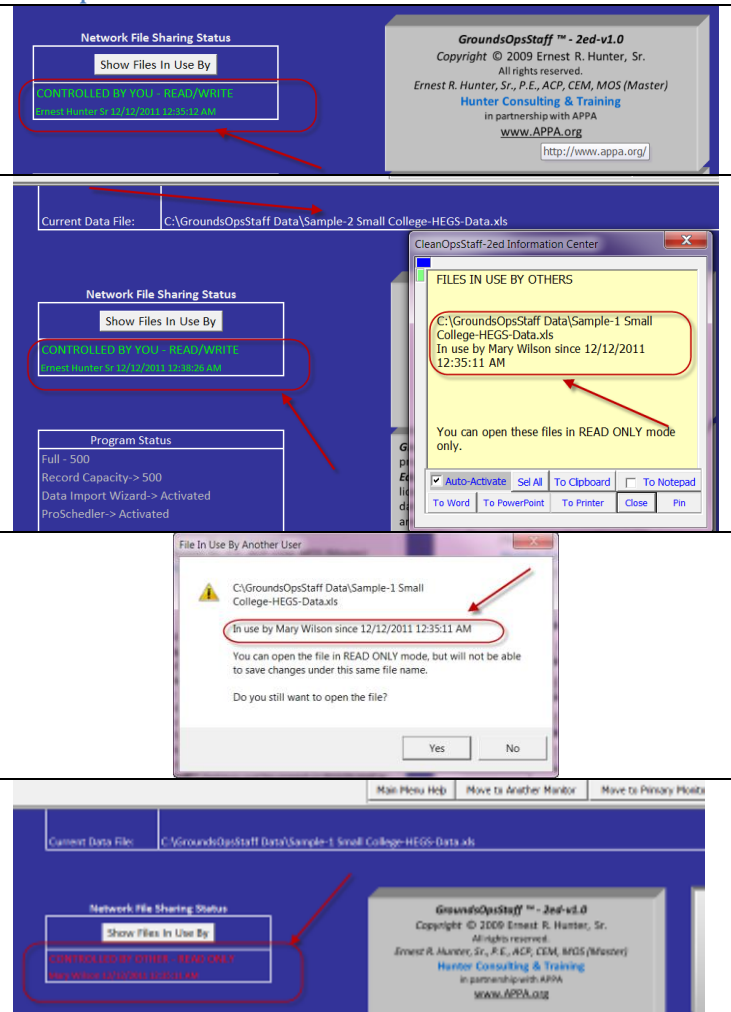 Network File Sharing Status
Show Files In Use By
CONTROLLED BY YOU - READ/WRITE
Ernest Hunter Sr 12/12/2011 12:35:12 AM
GroundsOpsStaff ™ - 2ed-v1.0
Copyright © 2009 Ernest R. Hunter, Sr.
All rights reserved.
Ernest R. Hunter, Sr., P.E., ACP, CEM, MOS (Master)
Hunter Consulting & Training
in partnership with APPA
www.APPA.org
http://www.appa.org/
Current Data File: C:\GroundsOpsStaff Data\Sample-2 Small College-HEGS-Data.xls
Network File Sharing Status
Show Files In Use By
CONTROLLED BY YOU - READ/WRITE
Ernest Hunter Sr 12/12/2011 12:38:26 AM
Program Status
Full - 500
Record Capacity-> 500
Data Import Wizard-> Activated
ProSchedler-> Activated
CleanOpsStaff-2ed Information Center
FILES IN USE BY OTHERS
C:\GroundsOpsStaff Data\Sample-1 Small
College-HEGS-Data.xls
In use by Mary Wilson since 12/12/2011
12:35:11 AM
You can open these files in READ ONLY mode
only.
Auto-Activate Sel All To Clipboard To Notepad
To Word To PowerPoint To Printer Close Pin
File In Use By Another User
C:\GroundsOpsStaff Data\Sample-1 Small
College-HEGS-Data.xls
In use by Mary Wilson since 12/12/2011 12:35:11 AM
You can open the file in READ ONLY mode, but will not be able
to save changes under this same file name.
Do you still want to open the file?
Yes No
Main Menu Help Move to Another Monitor Move to Primary
Current Data File: C:\GroundsOpsStaff Data\Sample-1 Small College-HEGS-Data.xls
Network File Sharing Status
Show Files In Use By
CONTROLLED BY OTHER - READ ONLY
Mary Wilson 12/12/2011
GroundsOpsStaff ™ - 2ed-v1.0
Copyright © 2009 Ernest R. Hunter, Sr.
All rights reserved.
Ernest R. Hunter, Sr., P.E., ACP, CEM, MOS (Master)
Hunter Consulting & Training
in partnership with APPA
www.APPA.org